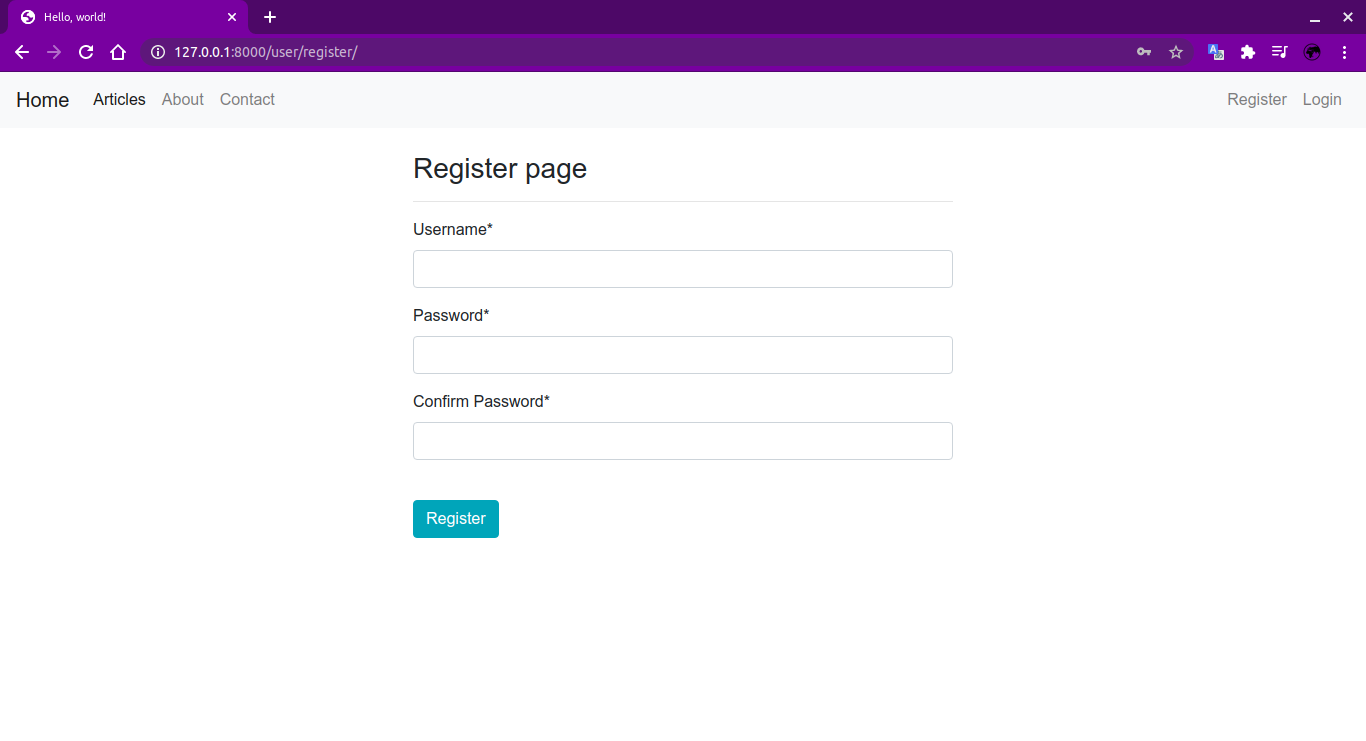 Hello, world!
127.0.0.1:8000/user/register/
Home Articles About Contact Register Login
Register page
Username*
Password*
Confirm Password*
Register